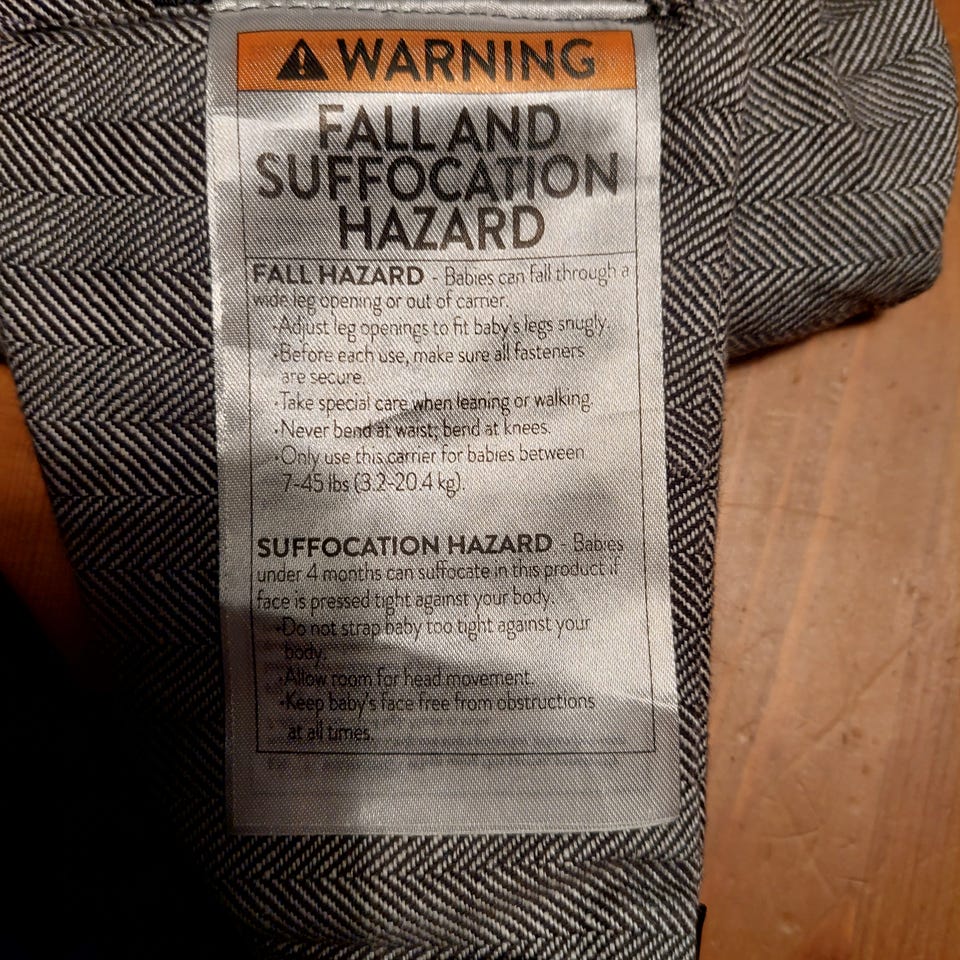 WARNING
FALL AND
SUFFOCATION
HAZARD
FALL HAZARD - Babies can fall through a
wide leg opening or out of carrier.
•Adjust leg openings to fit baby's legs snugly.
•Before each use, make sure all fasteners
are secure.
•Take special care when leaning or walking.
•Never bend at waist; bend at knees.
•Only use this carrier for babies between
7-45 lbs (3.2-20.4 kg).
SUFFOCATION HAZARD - Babies
under 4 months can suffocate in this product if
face is pressed tight against your body.
•Do not strap baby too tight against your
body.
•Allow room for head movement.
•Keep baby's face free from obstructions
at all times.